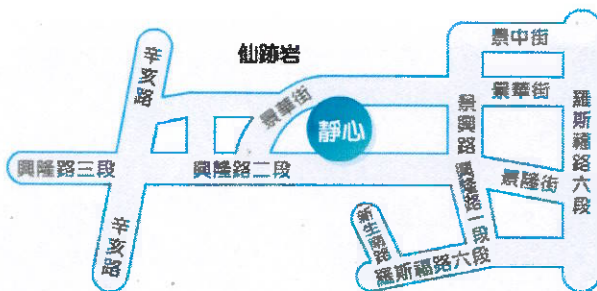 仙跡岩
辛亥路
景中街
景華街
景華街
靜心
景興路
羅斯福路六段
興隆路三段
興隆路二段
興隆路一段
景隆街
辛亥路
新生南路
羅斯福路六段